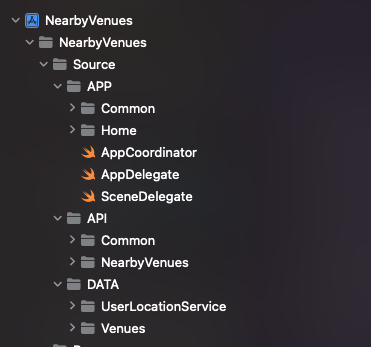 NearbyVenues
NearbyVenues
Source
APP
Common
Home
AppCoordinator
AppDelegate
SceneDelegate
API
Common
NearbyVenues
DATA
UserLocationService
Venues